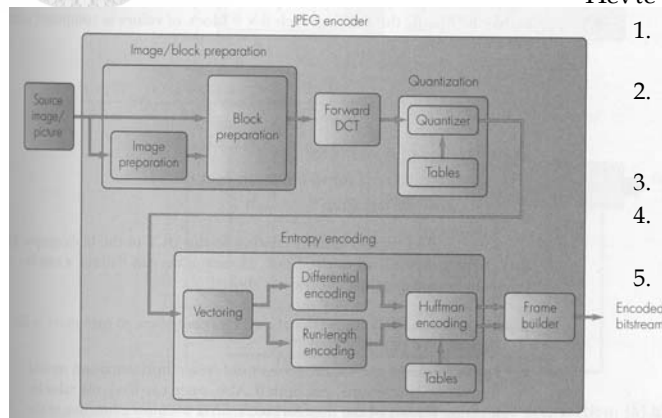 JPEG encoder
1.
Image/block preparation
2.
Source
image/
picture
Image
preparation
Block
preparation
Forward
DCT
Quantization
Quantizer
Tables
3.
4.
Entropy encoding
5.
Vectoring
Differential
encoding
Run-length
encoding
Huffman
encoding
Tables
Frame
builder
Encoded
bitstream